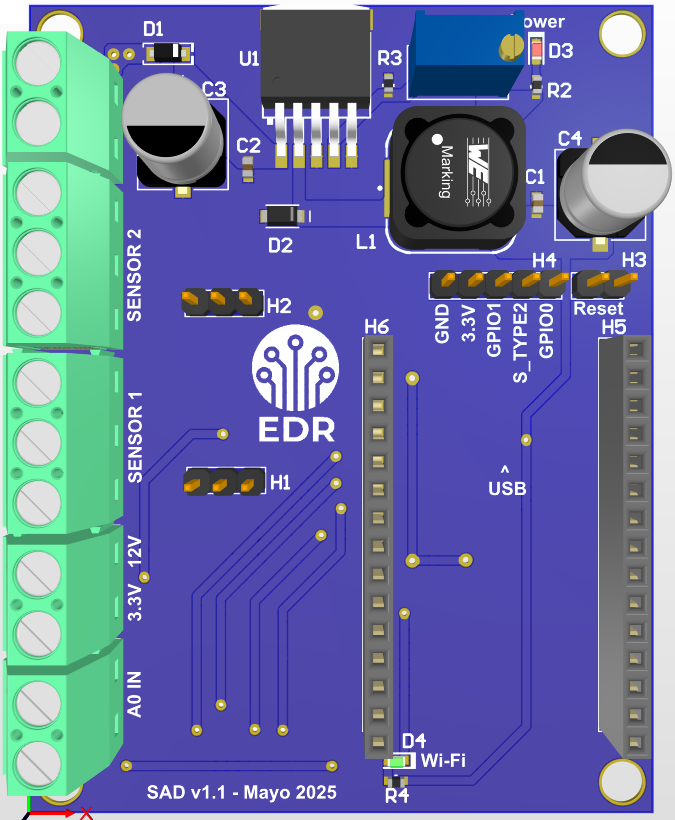 D1
U1
R3
ower
D3
R2
C3
C2
C4
C1
Marking
WE
D2
L1
H4
H3
SENSOR 2
H2
GND
3.3V
GPIO1
S_TYPE2
GPIO0
Reset
H6
H5
EDR
SENSOR 1
H1
^
USB
12V
3.3V
A0 IN
D4
Wi-Fi
R4
SAD v1.1 - Mayo 2025
X